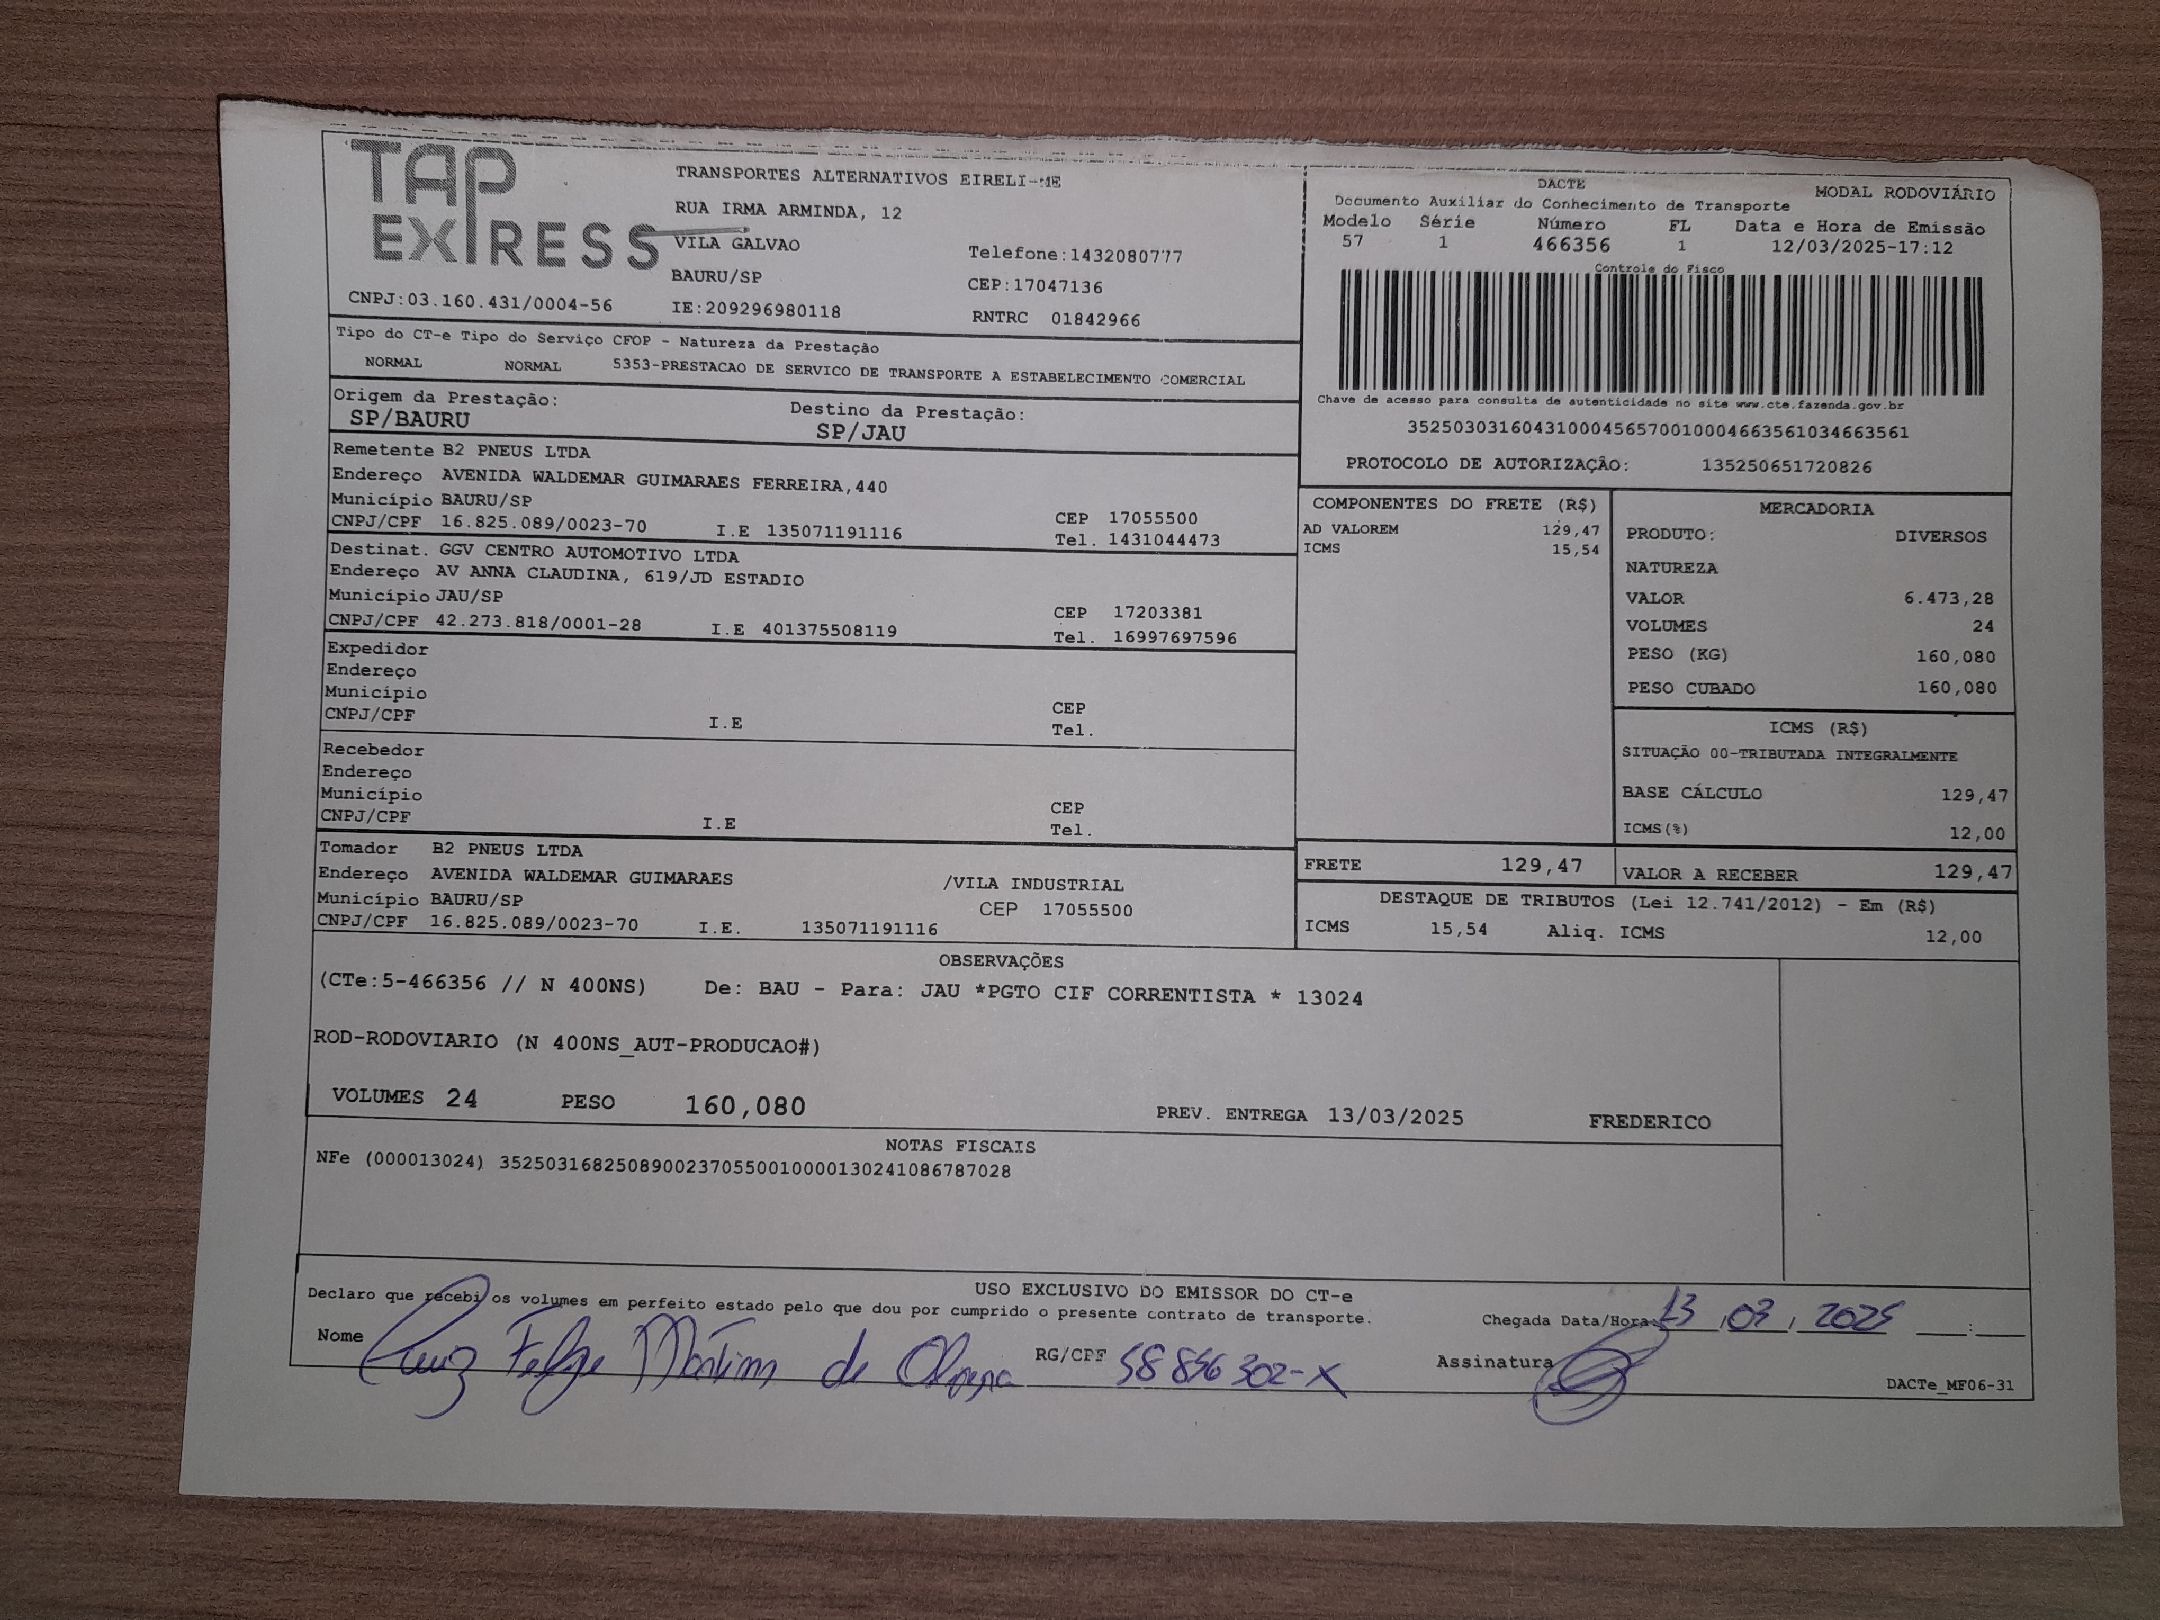 TAP EXPRESS
TRANSPORTES ALTERNATIVOS EIRELI-ME
RUA IRMA ARMINDA, 12
VILA GALVAO
Telefone:1432080777
BAURU/SP
CEP:17047136
CNPJ:03.160.431/0004-56
IE:209296980118
RNTRC 01842966
DACTE
MODAL RODOVIÁRIO
Documento Auxiliar do Conhecimento de Transporte
Modelo Série Número FL Data e Hora de Emissão
57 1 466356 1 12/03/2025-17:12
Controle do Fisco
Chave de acesso para consulta de autenticidade no site www.cte.fazenda.gov.br
35250303160431000456570010004663561034663561
PROTOCOLO DE AUTORIZAÇÃO: 135250651720826
Tipo do CT-e Tipo do Serviço CFOP - Natureza da Prestação
NORMAL NORMAL 5353-PRESTACAO DE SERVICO DE TRANSPORTE A ESTABELECIMENTO COMERCIAL
Origem da Prestação: Destino da Prestação:
SP/BAURU SP/JAU
Remetente B2 PNEUS LTDA
Endereço AVENIDA WALDEMAR GUIMARAES FERREIRA,440
Município BAURU/SP CEP 17055500
CNPJ/CPF 16.825.089/0023-70 I.E 135071191116 Tel. 1431044473
Destinat. GGV CENTRO AUTOMOTIVO LTDA
Endereço AV ANNA CLAUDINA, 619/JD ESTADIO
Município JAU/SP CEP 17203381
CNPJ/CPF 42.273.818/0001-28 I.E 401375508119 Tel. 16997697596
Expedidor
Endereço
Município CEP
CNPJ/CPF I.E Tel.
Recebedor
Endereço
Município CEP
CNPJ/CPF I.E Tel.
Tomador B2 PNEUS LTDA
Endereço AVENIDA WALDEMAR GUIMARAES /VILA INDUSTRIAL
Município BAURU/SP CEP 17055500
CNPJ/CPF 16.825.089/0023-70 I.E. 135071191116
COMPONENTES DO FRETE (R$)
AD VALOREM 129,47
ICMS 15,54
MERCADORIA
PRODUTO: DIVERSOS
NATUREZA
VALOR 6.473,28
VOLUMES 24
PESO (KG) 160,080
PESO CUBADO 160,080
ICMS (R$)
SITUAÇÃO 00-TRIBUTADA INTEGRALMENTE
BASE CÁLCULO 129,47
ICMS(%) 12,00
FRETE 129,47 VALOR A RECEBER 129,47
DESTAQUE DE TRIBUTOS (Lei 12.741/2012) - Em (R$)
ICMS 15,54 Aliq. ICMS 12,00
OBSERVAÇÕES
(CTe:5-466356 // N 400NS) De: BAU - Para: JAU *PGTO CIF CORRENTISTA * 13024
ROD-RODOVIARIO (N 400NS_AUT-PRODUCAO#)
VOLUMES 24 PESO 160,080 PREV. ENTREGA 13/03/2025 FREDERICO
NOTAS FISCAIS
NFe (000013024) 35250316825089002370550010000130241086787028
USO EXCLUSIVO DO EMISSOR DO CT-e
Declaro que recebi os volumes em perfeito estado pelo que dou por cumprido o presente contrato de transporte.
Chegada Data/Hora: 13/03/2025 __:__
Nome Luiz Felipe Martins de Oliveira RG/CPF 58 856 302-X Assinatura
DACTe_MF06-31